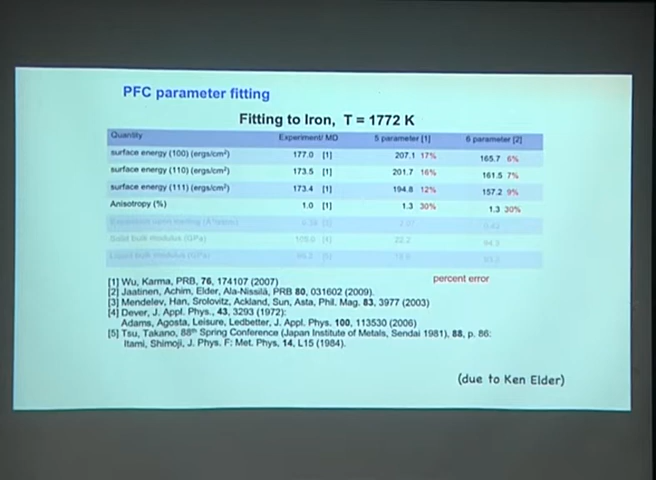 PFC parameter fitting
Fitting to Iron, T = 1772 K
Quantity Experiment/ MD 5 parameter [1] 6 parameter [2]
surface energy (100) (ergs/cm²) 177.0 [1] 207.1 17% 165.7 6%
surface energy (110) (ergs/cm²) 173.5 [1] 201.7 16% 161.5 7%
surface energy (111) (ergs/cm²) 173.4 [1] 194.8 12% 157.2 9%
Anisotropy (%) 1.0 [1] 1.3 30% 1.3 30%
Solid bulk modulus (GPa) 22.2
percent error
[1] Wu, Karma, PRB, 76, 174107 (2007)
[2] Jaatinen, Achim, Elder, Ala-Nissilä, PRB 80, 031602 (2009).
[3] Mendelev, Han, Srolovitz, Ackland, Sun, Asta, Phil. Mag. 83, 3977 (2003)
[4] Dever, J. Appl. Phys., 43, 3293 (1972):
Adams, Agosta, Leisure, Ledbetter, J. Appl. Phys. 100, 113530 (2006)
[5] Tsu, Takano, 88th Spring Conference (Japan Institute of Metals, Sendai 1981), 88, p. 86:
Itami, Shimoji, J. Phys. F: Met. Phys, 14, L15 (1984).
(due to Ken Elder)